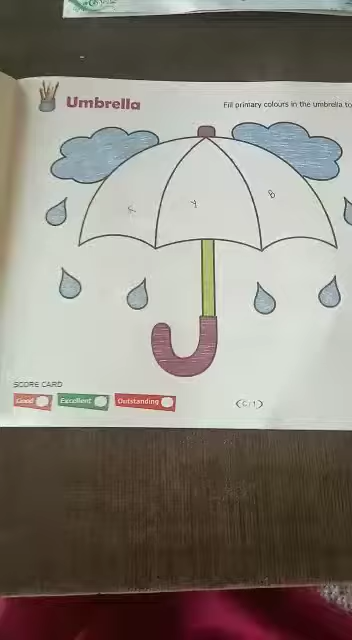 Umbrella
Fill primary colours in the umbrella to
Y
B
SCORE CARD
Good
Excellent
Outstanding
(C/1)